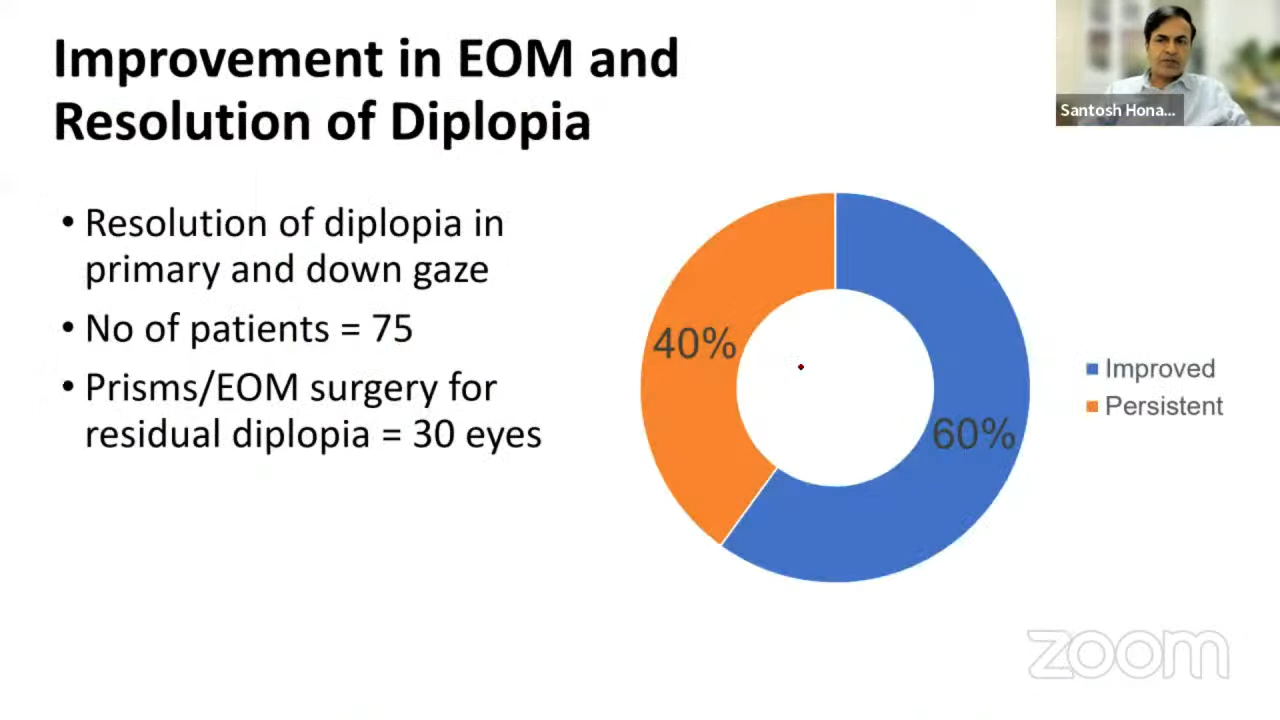 Improvement in EOM and
Resolution of Diplopia
Santosh Hona...
• Resolution of diplopia in
primary and down gaze
• No of patients = 75
• Prisms/EOM surgery for
residual diplopia = 30 eyes
40%
60%
Improved
Persistent
zoom